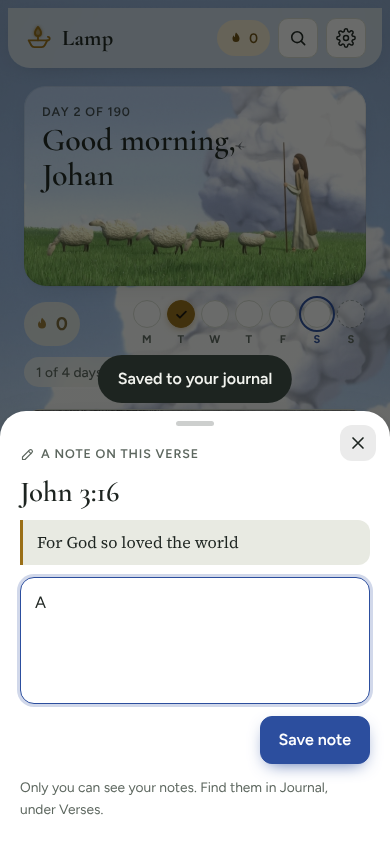 Lamp
0
DAY 2 OF 190
Good morning,
Johan
0
M T W T F S S
1 of 4 days
Saved to your journal
A NOTE ON THIS VERSE
John 3:16
For God so loved the world
A
Save note
Only you can see your notes. Find them in Journal,
under Verses.